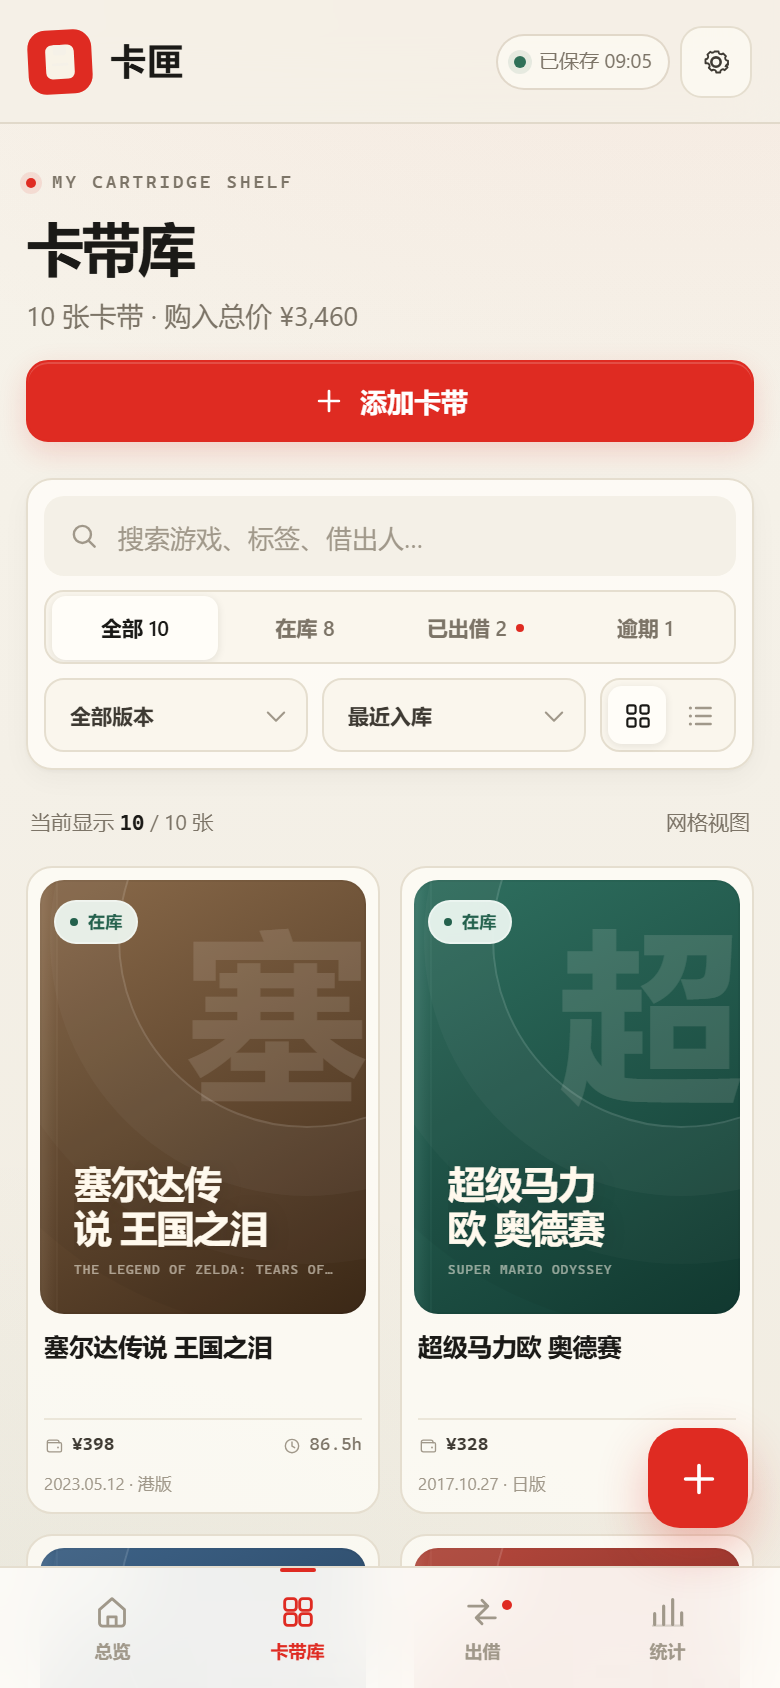 卡匣
已保存 09:05
MY CARTRIDGE SHELF
卡带库
10 张卡带 · 购入总价 ¥3,460
添加卡带
搜索游戏、标签、借出人...
全部 10
在库 8
已出借 2
逾期 1
全部版本
最近入库
当前显示 10 / 10 张
网格视图
在库
塞
塞尔达传
说 王国之泪
THE LEGEND OF ZELDA: TEARS OF…
塞尔达传说 王国之泪
¥398
86.5h
2023.05.12 · 港版
在库
超
超级马力
欧 奥德赛
SUPER MARIO ODYSSEY
超级马力欧 奥德赛
¥328
2017.10.27 · 日版
总览
卡带库
出借
统计